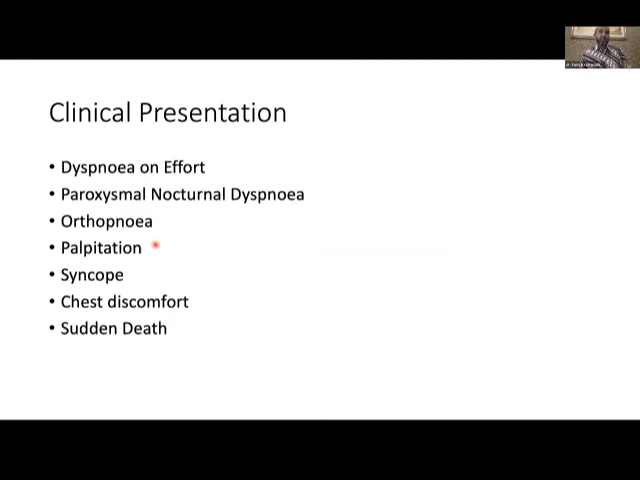 Clinical Presentation
• Dyspnoea on Effort
• Paroxysmal Nocturnal Dyspnoea
• Orthopnoea
• Palpitation
• Syncope
• Chest discomfort
• Sudden Death